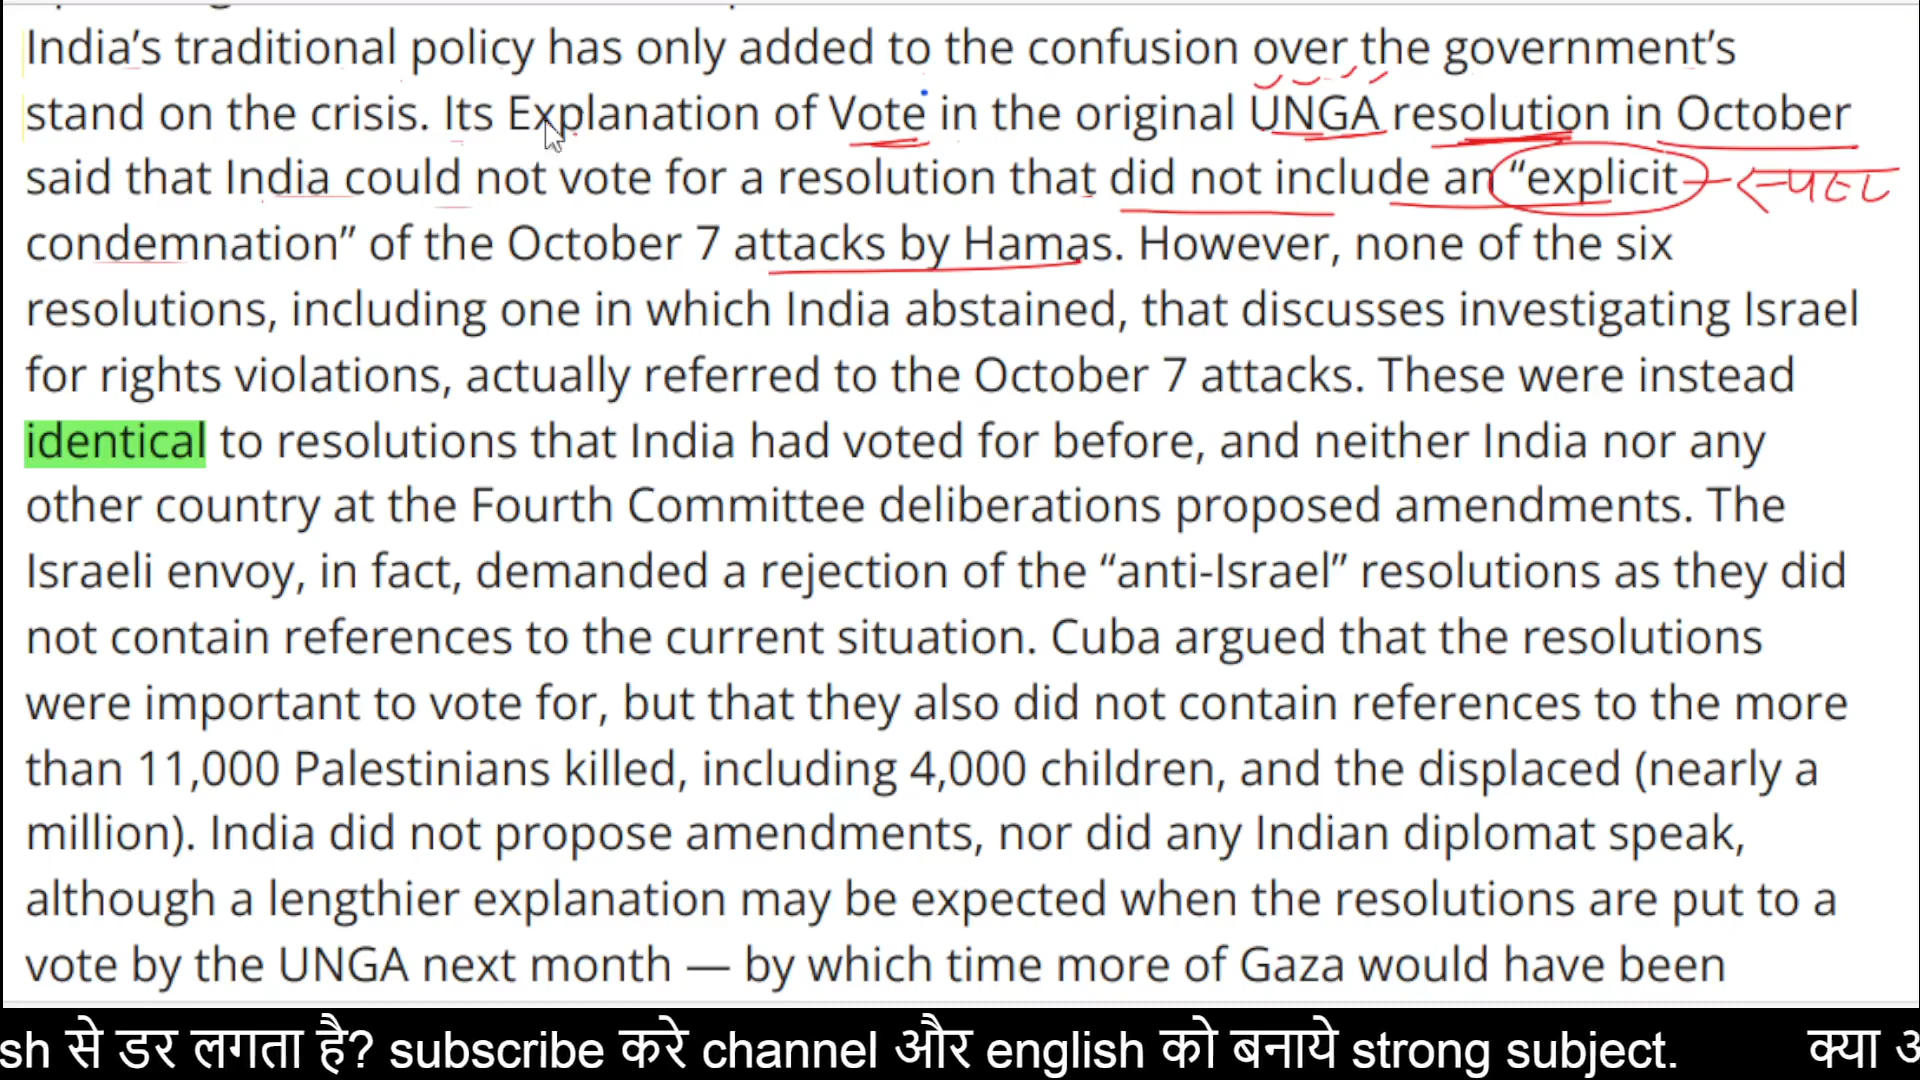 India’s traditional policy has only added to the confusion over the government’s
stand on the crisis. Its Explanation of Vote in the original UNGA resolution in October
said that India could not vote for a resolution that did not include an “explicit
condemnation” of the October 7 attacks by Hamas. However, none of the six
resolutions, including one in which India abstained, that discusses investigating Israel
for rights violations, actually referred to the October 7 attacks. These were instead
identical to resolutions that India had voted for before, and neither India nor any
other country at the Fourth Committee deliberations proposed amendments. The
Israeli envoy, in fact, demanded a rejection of the “anti-Israel” resolutions as they did
not contain references to the current situation. Cuba argued that the resolutions
were important to vote for, but that they also did not contain references to the more
than 11,000 Palestinians killed, including 4,000 children, and the displaced (nearly a
million). India did not propose amendments, nor did any Indian diplomat speak,
although a lengthier explanation may be expected when the resolutions are put to a
vote by the UNGA next month — by which time more of Gaza would have been
sh से डर लगता है? subscribe करे channel और english को बनाये strong subject. क्या